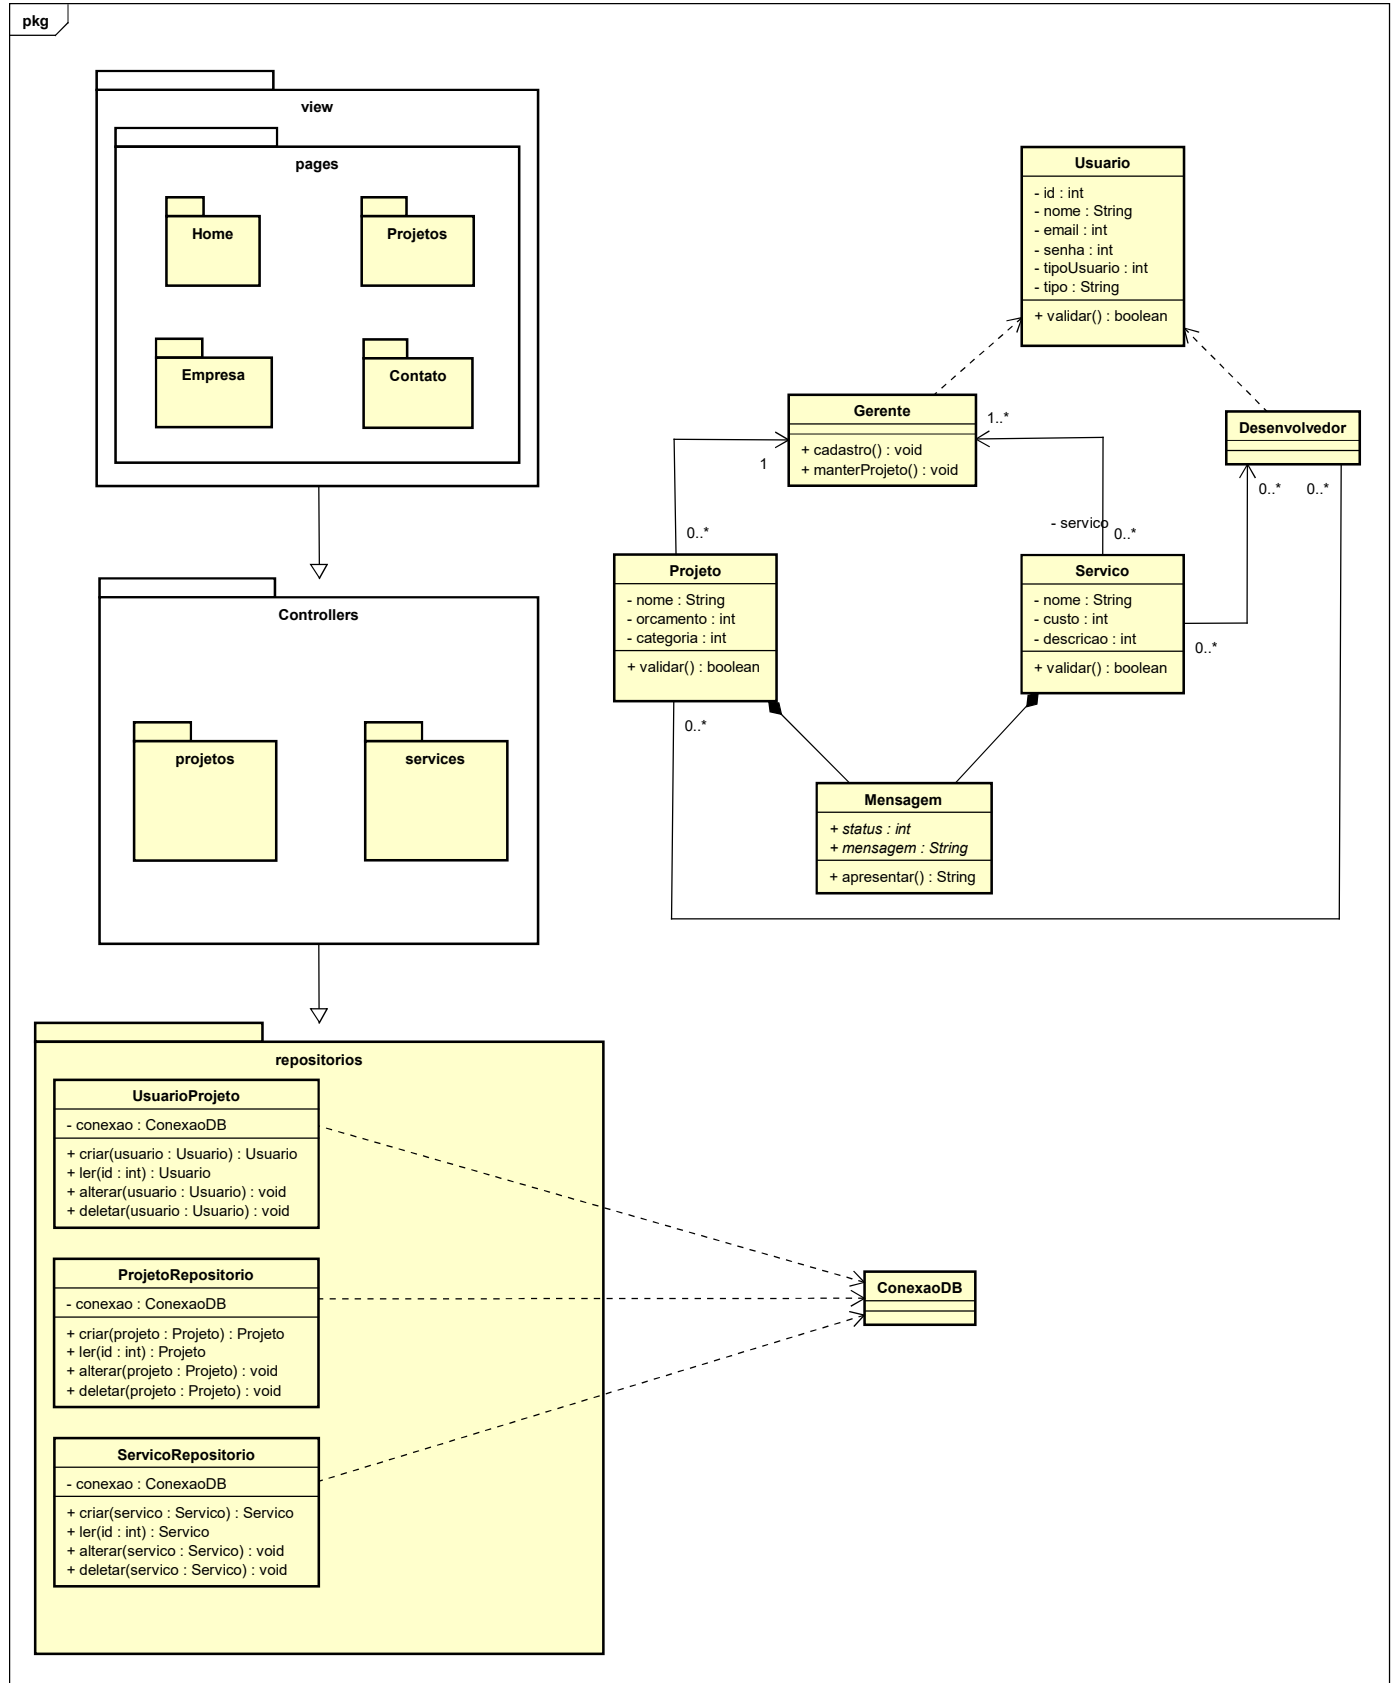 pkg
view
pages
Home
Projetos
Empresa
Contato
Usuario
- id : int
- nome : String
- email : int
- senha : int
- tipoUsuario : int
- tipo : String
+ validar() : boolean
Gerente
+ cadastro() : void
+ manterProjeto() : void
1..*
1
Desenvolvedor
0..*
0..*
0..*
- servico
0..*
Projeto
- nome : String
- orcamento : int
- categoria : int
+ validar() : boolean
0..*
Servico
- nome : String
- custo : int
- descricao : int
+ validar() : boolean
0..*
Mensagem
+ status : int
+ mensagem : String
+ apresentar() : String
Controllers
projetos
services
repositorios
UsuarioProjeto
- conexao : ConexaoDB
+ criar(usuario : Usuario) : Usuario
+ ler(id : int) : Usuario
+ alterar(usuario : Usuario) : void
+ deletar(usuario : Usuario) : void
ProjetoRepositorio
- conexao : ConexaoDB
+ criar(projeto : Projeto) : Projeto
+ ler(id : int) : Projeto
+ alterar(projeto : Projeto) : void
+ deletar(projeto : Projeto) : void
ServicoRepositorio
- conexao : ConexaoDB
+ criar(servico : Servico) : Servico
+ ler(id : int) : Servico
+ alterar(servico : Servico) : void
+ deletar(servico : Servico) : void
ConexaoDB